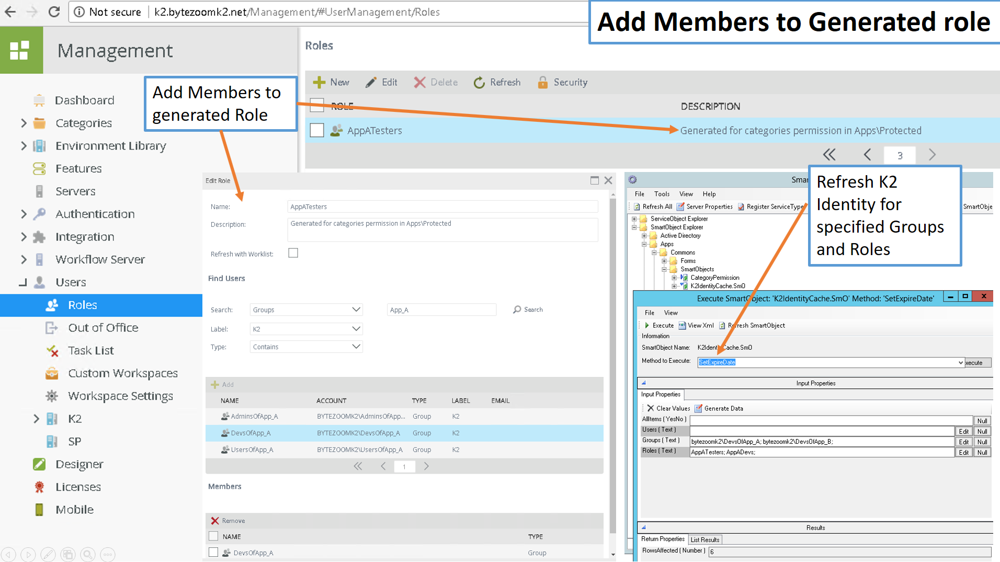 Not secure | k2.bytezoomk2.net/Management/#UserManagement/Roles
Add Members to Generated role
Management
Dashboard
Categories
Environment Library
Features
Servers
Authentication
Integration
Workflow Server
Users
Roles
Out of Office
Task List
Custom Workspaces
Workspace Settings
K2
SP
Designer
Licenses
Mobile
Add Members to
generated Role
Roles
New Edit Delete Refresh Security
ROLE DESCRIPTION
AppATesters Generated for categories permission in Apps\Protected
3
Edit Role
Name: AppATesters
Description: Generated for categories permission in Apps\Protected
Refresh with Worklist:
Find Users
Search: Groups App_A Search
Label: K2
Type: Contains
Add
NAME ACCOUNT TYPE LABEL EMAIL
AdminsOfApp_A BYTEZOOMK2\AdminsOfApp... Group K2
DevsOfApp_A BYTEZOOMK2\DevsOfApp_A Group K2
UsersOfApp_A BYTEZOOMK2\UsersOfApp_A Group K2
1
Members
Remove
NAME TYPE
DevsOfApp_A Group
Refresh K2
Identity for
specified Groups
and Roles
File Tools View Help
Refresh All Server Properties Register ServiceType
ServiceObject Explorer
SmartObject Explorer
Active Directory
Apps
Commons
Forms
SmartObjects
CategoryPermission
K2IdentityCache.SmO
Execute SmartObject: 'K2IdentityCache.SmO' Method: 'SetExpireDate'
File View
Execute View Xml Refresh SmartObject
Information
SmartObject Name: K2IdentityCache.SmO
Method to Execute: SetExpireDate xecute
Input Properties
Input Properties
Clear Values Generate Data
AllItems ( YesNo ) Null
Users ( Text ) Edit Null
Groups ( Text ) bytezoomk2\DevsOfApp_A; bytezoomk2\DevsOfApp_B; Edit Null
Roles ( Text ) AppATesters; AppADevs; Edit Null
Results
Return Properties List Results
RowsAffected ( Number ) 6